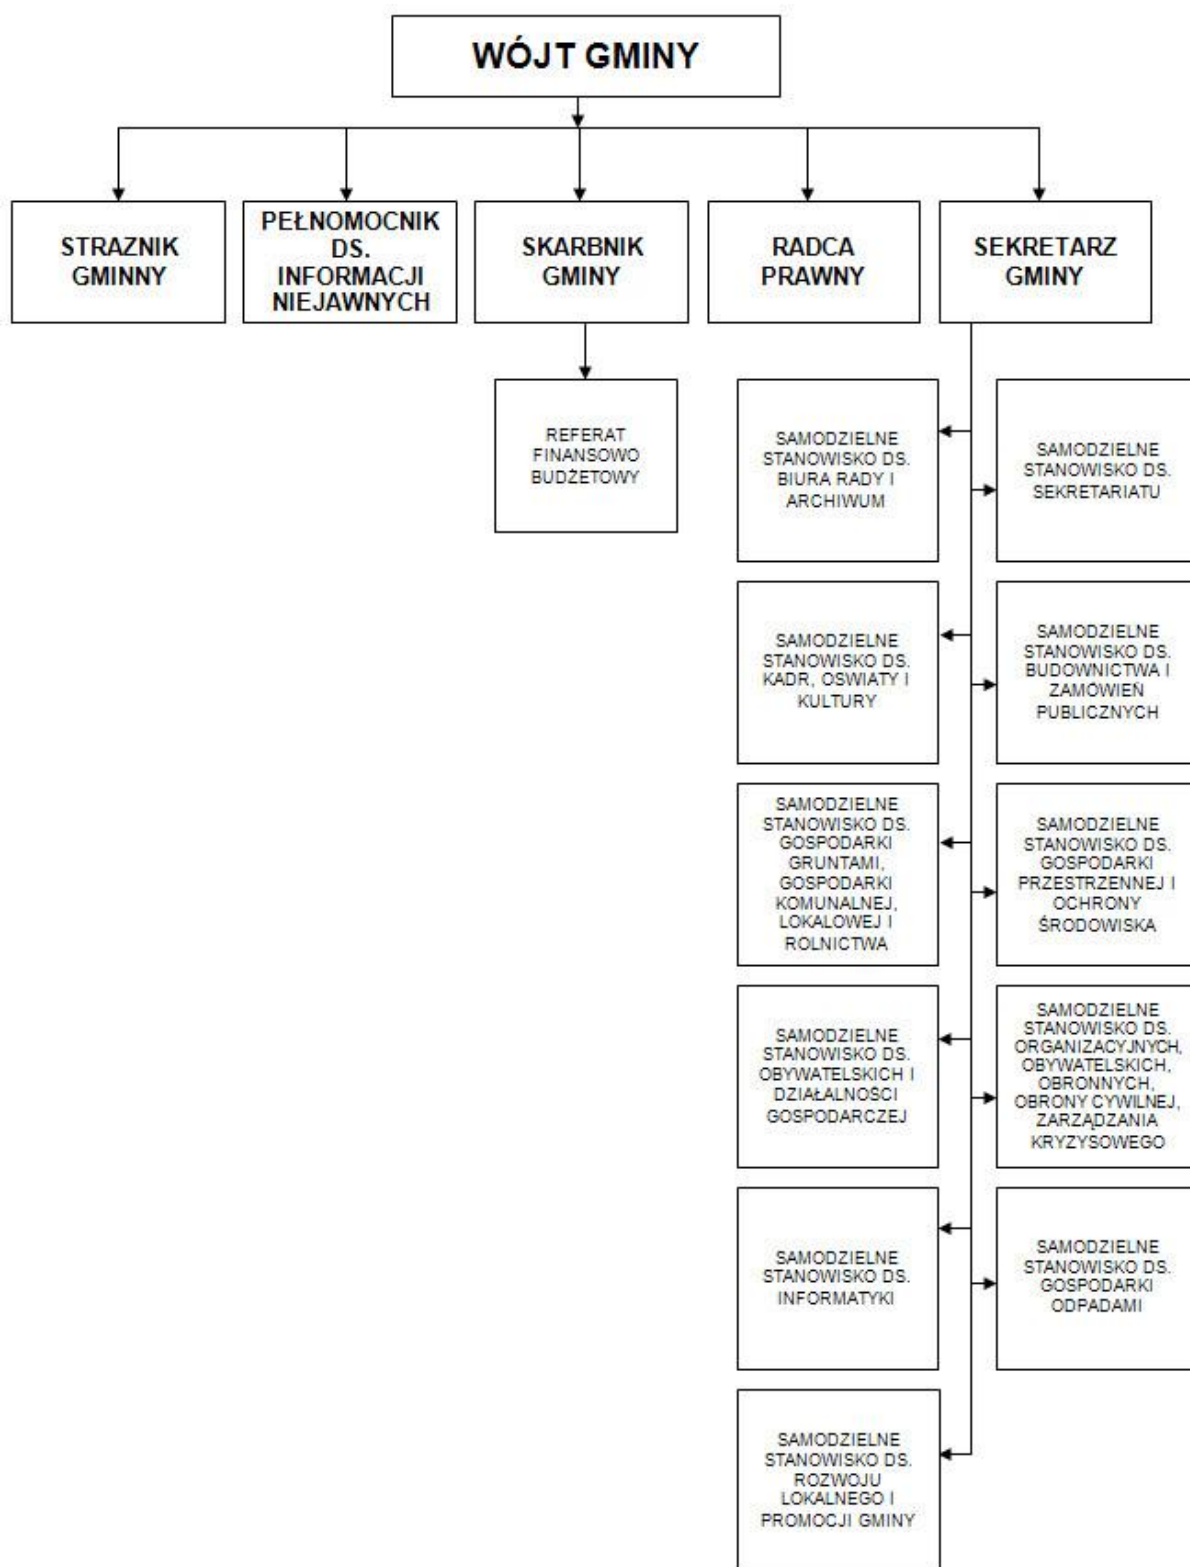 WÓJT GMINY
STRAZNIK
GMINNY
PEŁNOMOCNIK
DS.
INFORMACJI
NIEJAWNYCH
SKARBNIK
GMINY
RADCA
PRAWNY
SEKRETARZ
GMINY
REFERAT
FINANSOWO
BUDŻETOWY
SAMODZIELNE
STANOWISKO DS.
BIURA RADY I
ARCHIWUM
SAMODZIELNE
STANOWISKO DS.
SEKRETARIATU
SAMODZIELNE
STANOWISKO DS.
KADR, OŚWIATY I
KULTURY
SAMODZIELNE
STANOWISKO DS.
BUDOWNICTWA I
ZAMÓWIEŃ
PUBLICZNYCH
SAMODZIELNE
STANOWISKO DS.
GOSPODARKI
GRUNTAMI,
GOSPODARKI
KOMUNALNEJ,
LOKALOWEJ I
ROLNICTWA
SAMODZIELNE
STANOWISKO DS.
GOSPODARKI
PRZESTRZENNEJ I
OCHRONY
ŚRODOWISKA
SAMODZIELNE
STANOWISKO DS.
OBYWATELSKICH I
DZIAŁALNOŚCI
GOSPODARCZEJ
SAMODZIELNE
STANOWISKO DS.
ORGANIZACYJNYCH,
OBYWATELSKICH,
OBRONNYCH,
OBRONY CYWILNEJ,
ZARZĄDZANIA
KRYZYSOWEGO
SAMODZIELNE
STANOWISKO DS.
INFORMATYKI
SAMODZIELNE
STANOWISKO DS.
GOSPODARKI
ODPADAMI
SAMODZIELNE
STANOWISKO DS.
ROZWOJU
LOKALNEGO I
PROMOCJI GMINY